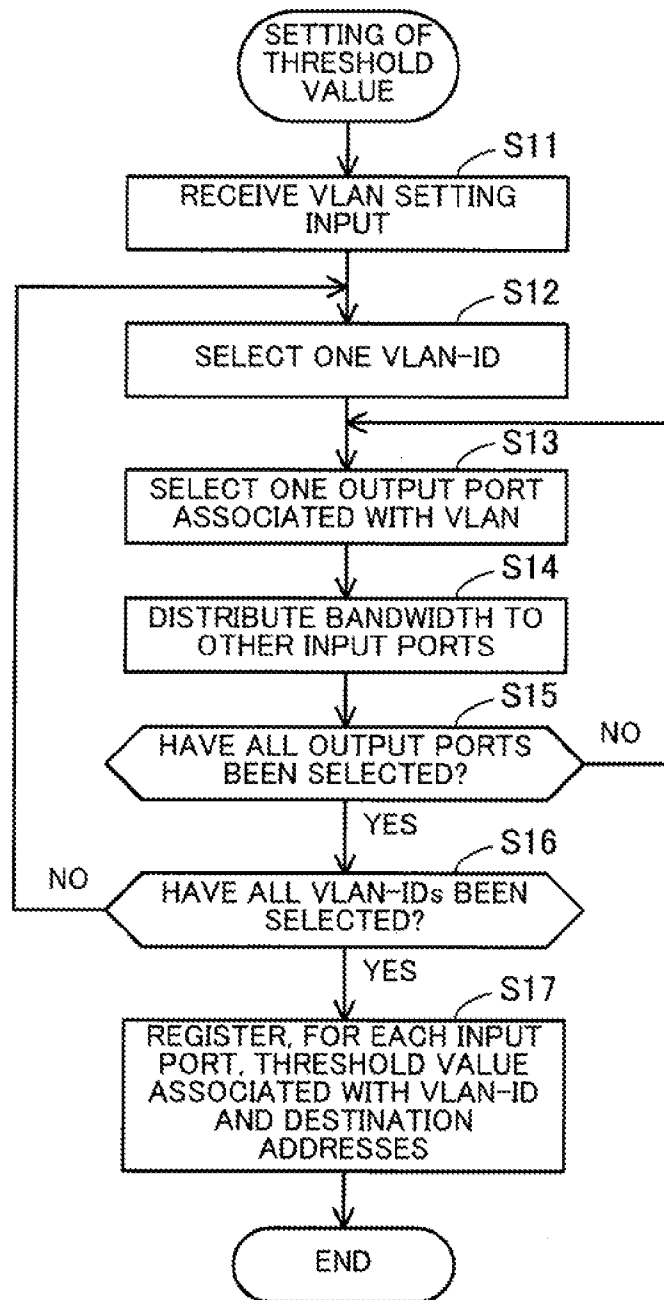 SETTING OF
THRESHOLD
VALUE
S11
RECEIVE VLAN SETTING
INPUT
S12
SELECT ONE VLAN-ID
S13
SELECT ONE OUTPUT PORT
ASSOCIATED WITH VLAN
S14
DISTRIBUTE BANDWIDTH TO
OTHER INPUT PORTS
S15
HAVE ALL OUTPUT PORTS
BEEN SELECTED?
NO
YES
S16
NO
HAVE ALL VLAN-IDs BEEN
SELECTED?
YES
S17
REGISTER, FOR EACH INPUT
PORT, THRESHOLD VALUE
ASSOCIATED WITH VLAN-ID
AND DESTINATION
ADDRESSES
END